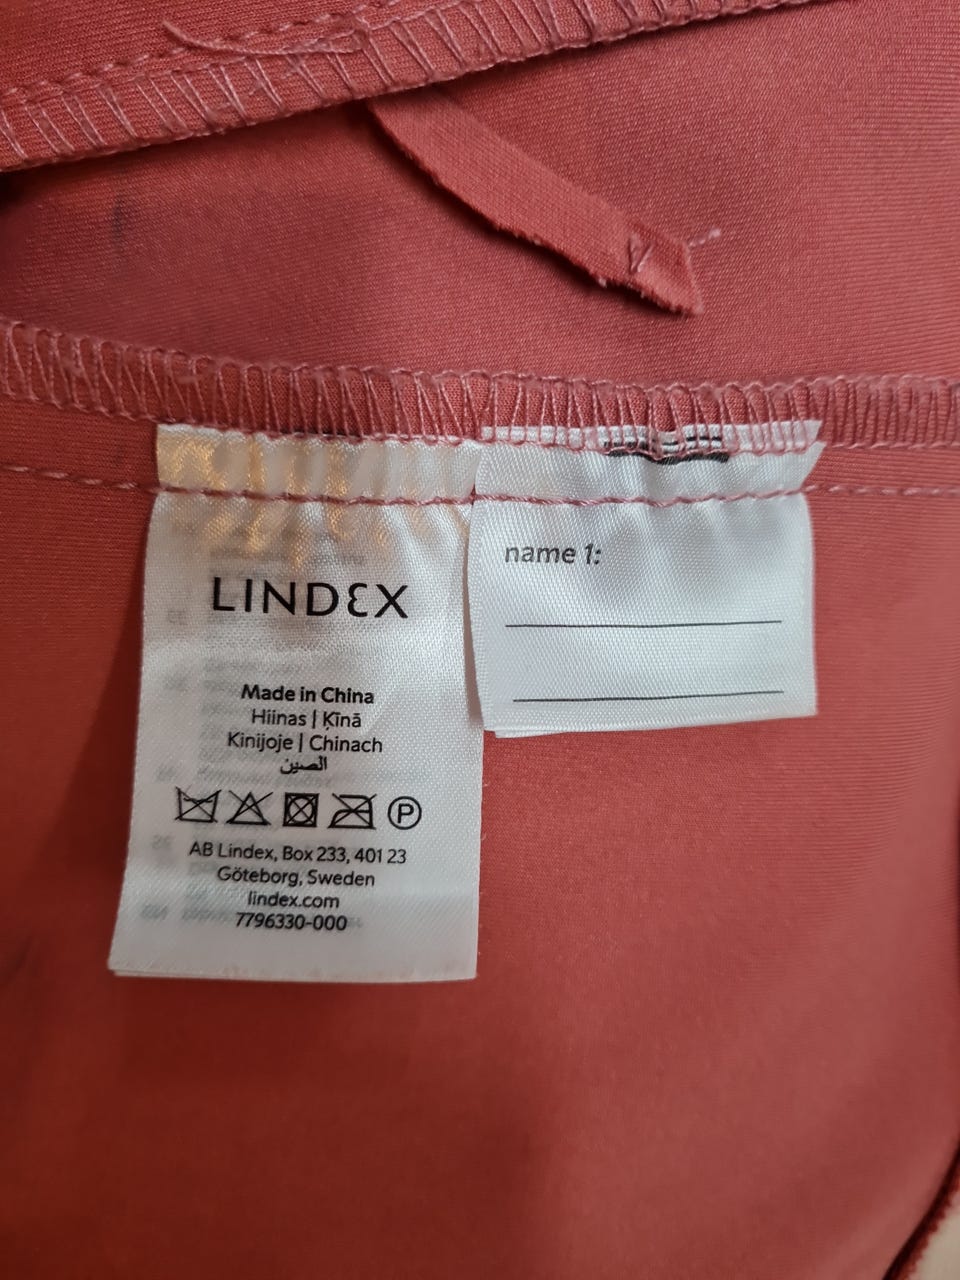 LINDEX
Made in China
Hiinas | Ķīnā
Kinijoje | Chinach
الصين
P
AB Lindex, Box 233, 401 23
Göteborg, Sweden
lindex.com
7796330-000
name 1: